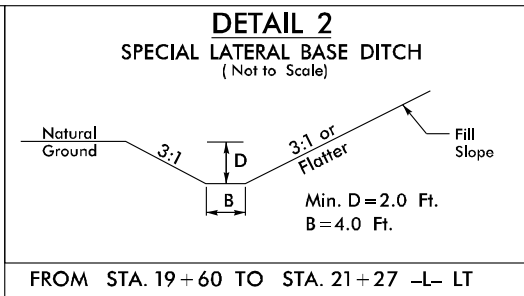 DETAIL 2
SPECIAL LATERAL BASE DITCH
( Not to Scale)
Natural
Ground
3:1
D
B
3:1 or
Flatter
Fill
Slope
Min. D=2.0 Ft.
B=4.0 Ft.
FROM STA. 19+60 TO STA. 21+27 -L- LT